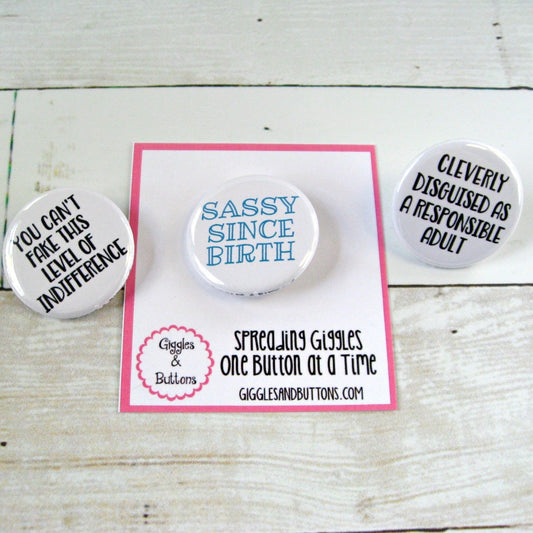 YOU CAN'T
FAKE THIS
LEVEL OF
INDIFFERENCE
SASSY
SINCE
BIRTH
CLEVERLY
DISGUISED AS
A RESPONSIBLE
ADULT
Giggles
&
Buttons
Spreading Giggles
One Button at a Time
GIGGLESANDBUTTONS.COM